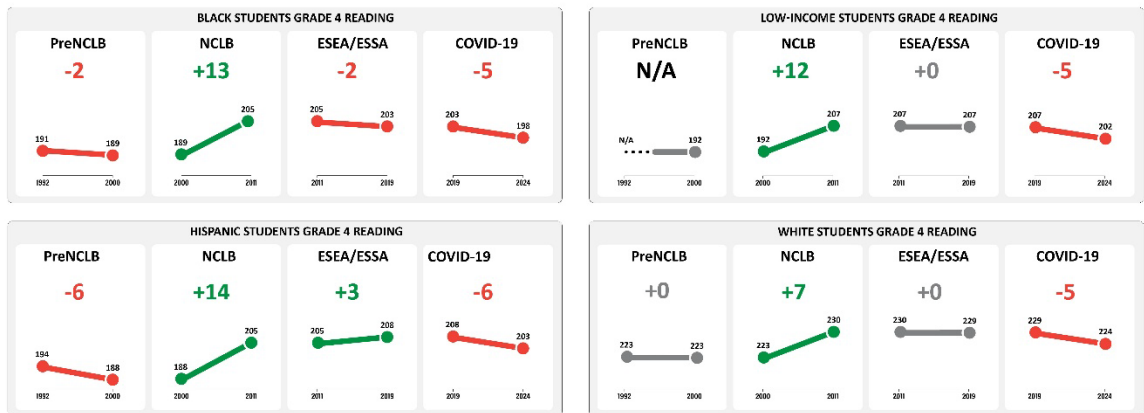 BLACK STUDENTS GRADE 4 READING
PreNCLB NCLB ESEA/ESSA COVID-19
-2 +13 -2 -5
191 189 189 205 205 203 203 198
1992 2000 2000 2011 2011 2019 2019 2024
LOW-INCOME STUDENTS GRADE 4 READING
PreNCLB NCLB ESEA/ESSA COVID-19
N/A +12 +0 -5
N/A 192 192 207 207 207 207 202
1992 2000 2000 2011 2011 2019 2019 2024
HISPANIC STUDENTS GRADE 4 READING
PreNCLB NCLB ESEA/ESSA COVID-19
-6 +14 +3 -6
194 188 188 205 205 208 208 203
1992 2000 2000 2011 2011 2019 2019 2024
WHITE STUDENTS GRADE 4 READING
PreNCLB NCLB ESEA/ESSA COVID-19
+0 +7 +0 -5
223 223 223 230 230 229 229 224
1992 2000 2000 2011 2011 2019 2019 2024